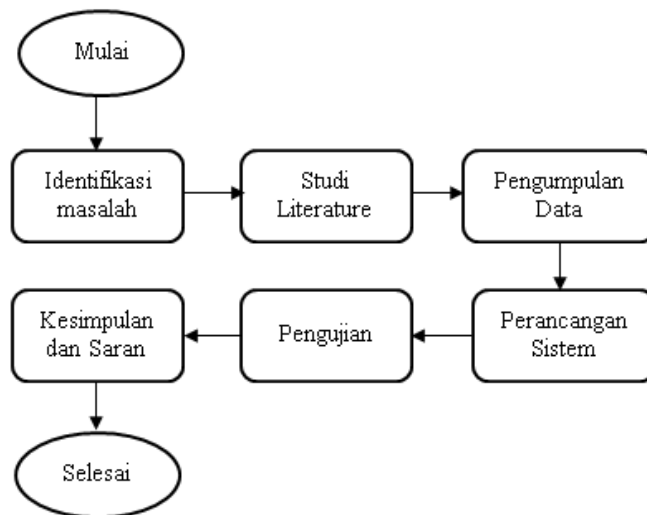 Mulai
Identifikasi
masalah
Studi
Literature
Pengumpulan
Data
Perancangan
Sistem
Pengujian
Kesimpulan
dan Saran
Selesai